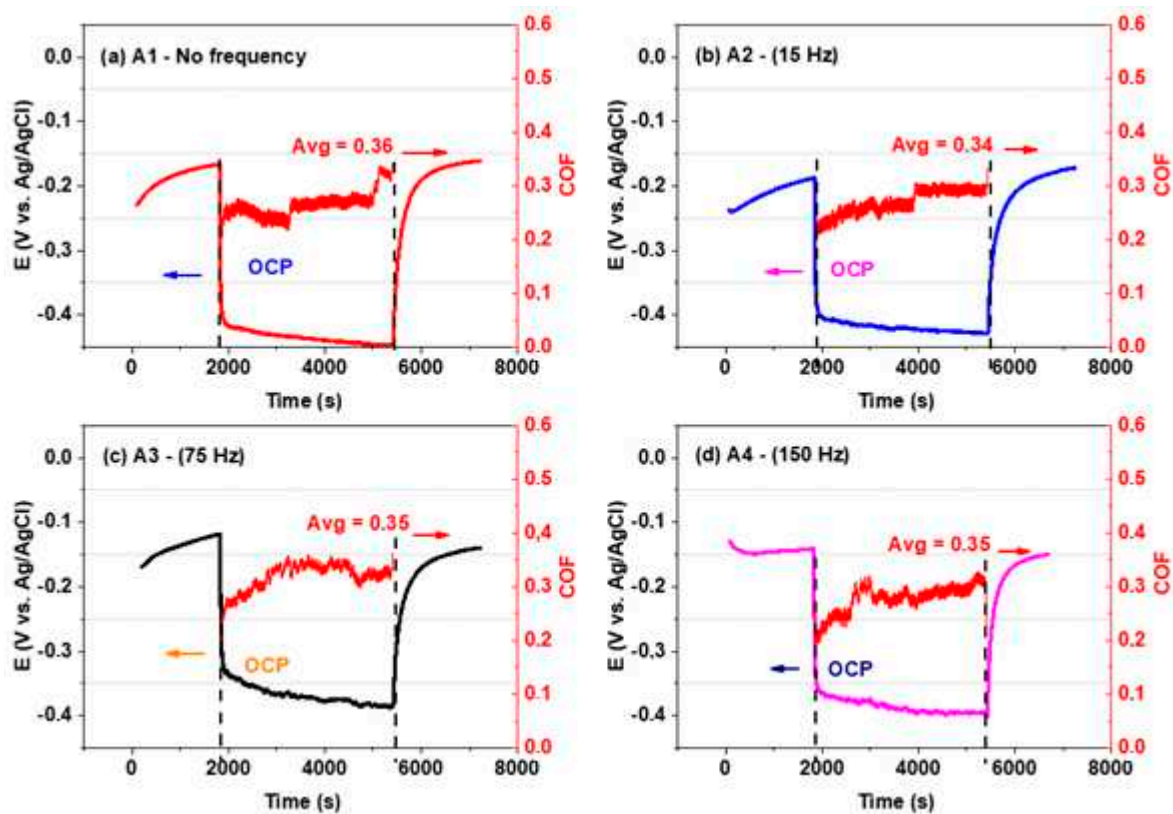 (a) A1 - No frequency
Avg = 0.36
OCP
E (V vs. Ag/AgCl)
0.0
-0.1
-0.2
-0.3
-0.4
COF
0.6
0.5
0.4
0.3
0.2
0.1
0.0
0 2000 4000 6000 8000
Time (s)
(b) A2 - (15 Hz)
Avg = 0.34
OCP
E (V vs. Ag/AgCl)
0.0
-0.1
-0.2
-0.3
-0.4
COF
0.6
0.5
0.4
0.3
0.2
0.1
0.0
0 2000 4000 6000 8000
Time (s)
(c) A3 - (75 Hz)
Avg = 0.35
OCP
E (V vs. Ag/AgCl)
0.0
-0.1
-0.2
-0.3
-0.4
COF
0.6
0.5
0.4
0.3
0.2
0.1
0.0
0 2000 4000 6000 8000
Time (s)
(d) A4 - (150 Hz)
Avg = 0.35
OCP
E (V vs. Ag/AgCl)
0.0
-0.1
-0.2
-0.3
-0.4
COF
0.6
0.5
0.4
0.3
0.2
0.1
0.0
0 2000 4000 6000 8000
Time (s)